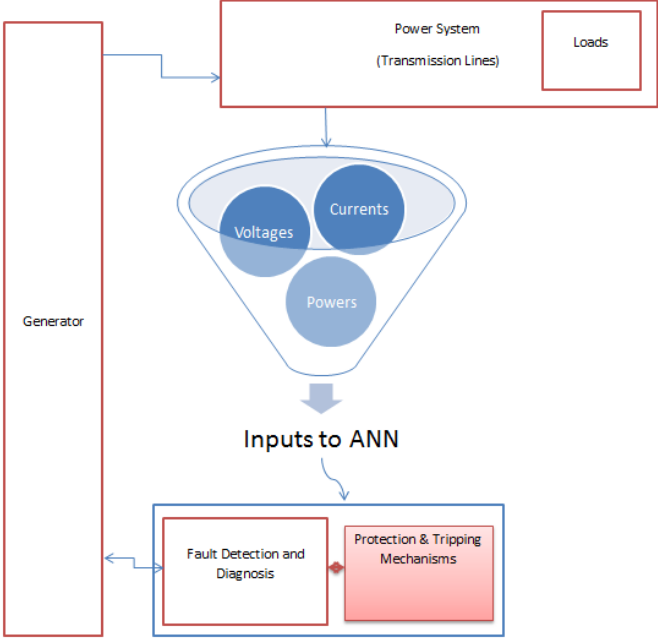 Power System
(Transmission Lines)
Loads
Currents
Voltages
Powers
Generator
Inputs to ANN
Fault Detection and
Diagnosis
Protection & Tripping
Mechanisms